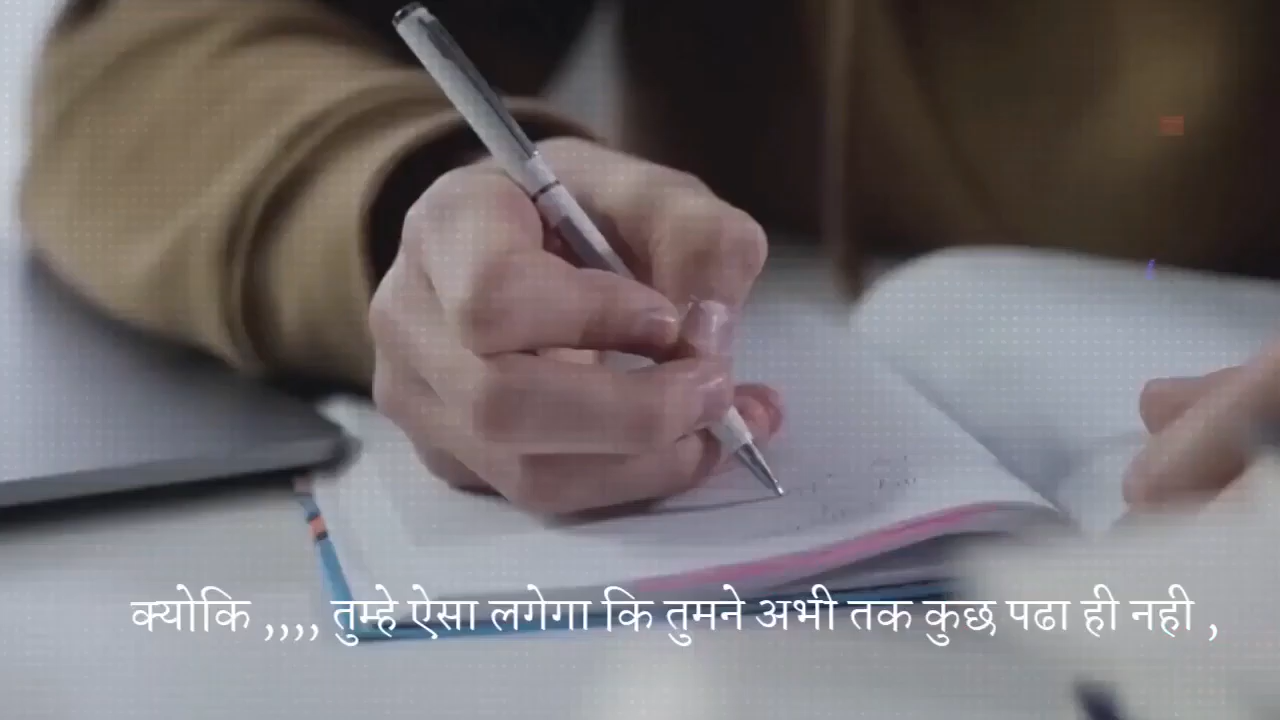 क्योकि ,,,, तुम्हे ऐसा लगेगा कि तुमने अभी तक कुछ पढा ही नही ,